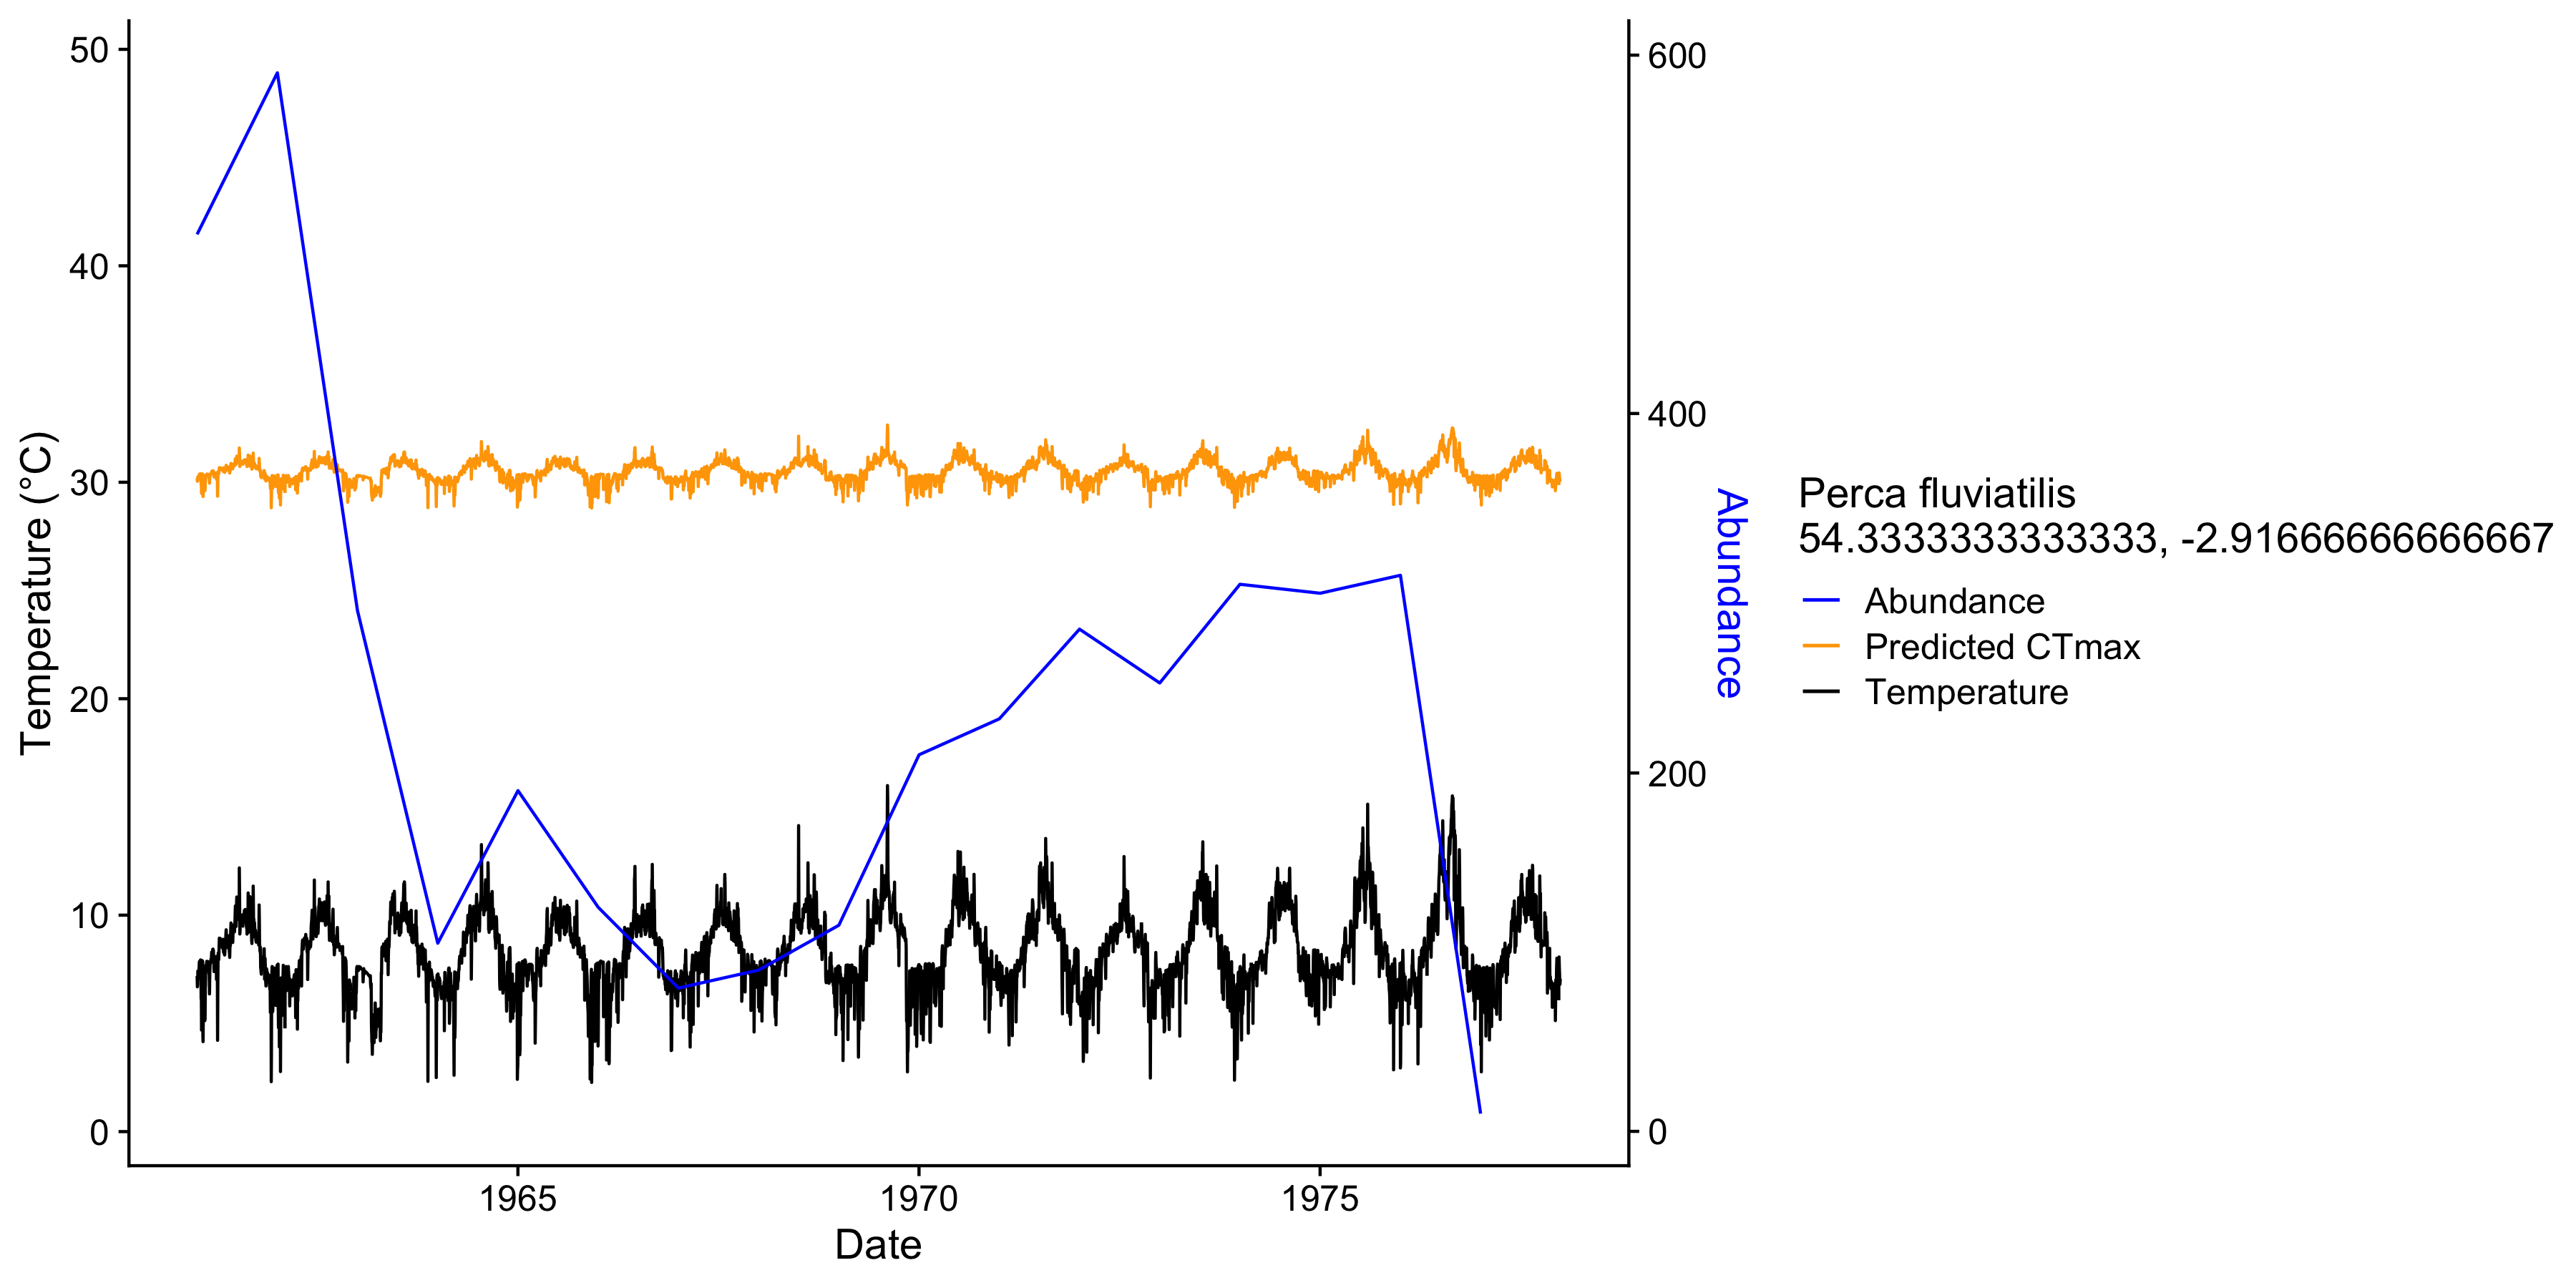 50
40
30
20
10
0
Temperature (°C)
1965
1970
1975
Date
600
400
200
0
Abundance
Perca fluviatilis
54.3333333333333, -2.91666666666667
Abundance
Predicted CTmax
Temperature